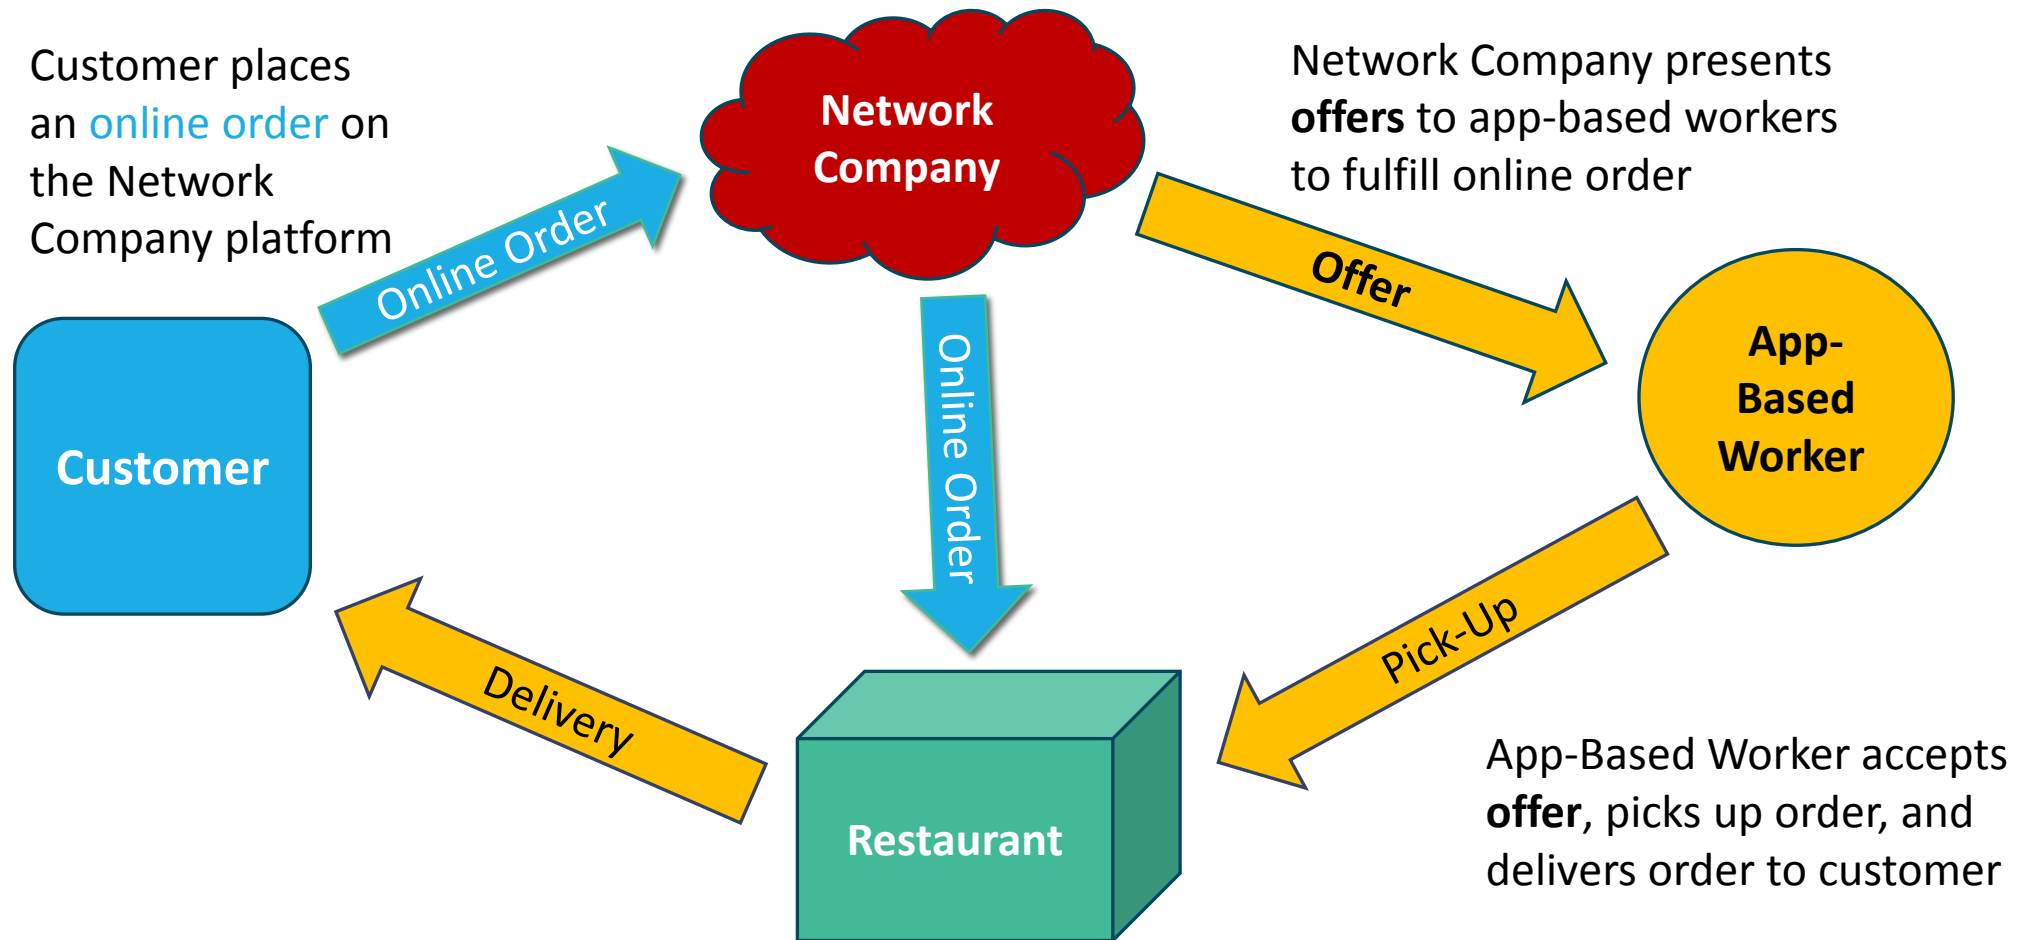 Customer places
an online order on
the Network
Company platform
Network
Company
Network Company presents
offers to app-based workers
to fulfill online order
Online Order
Offer
Online Order
App-
Based
Worker
Customer
Pick-Up
Delivery
Restaurant
App-Based Worker accepts
offer, picks up order, and
delivers order to customer